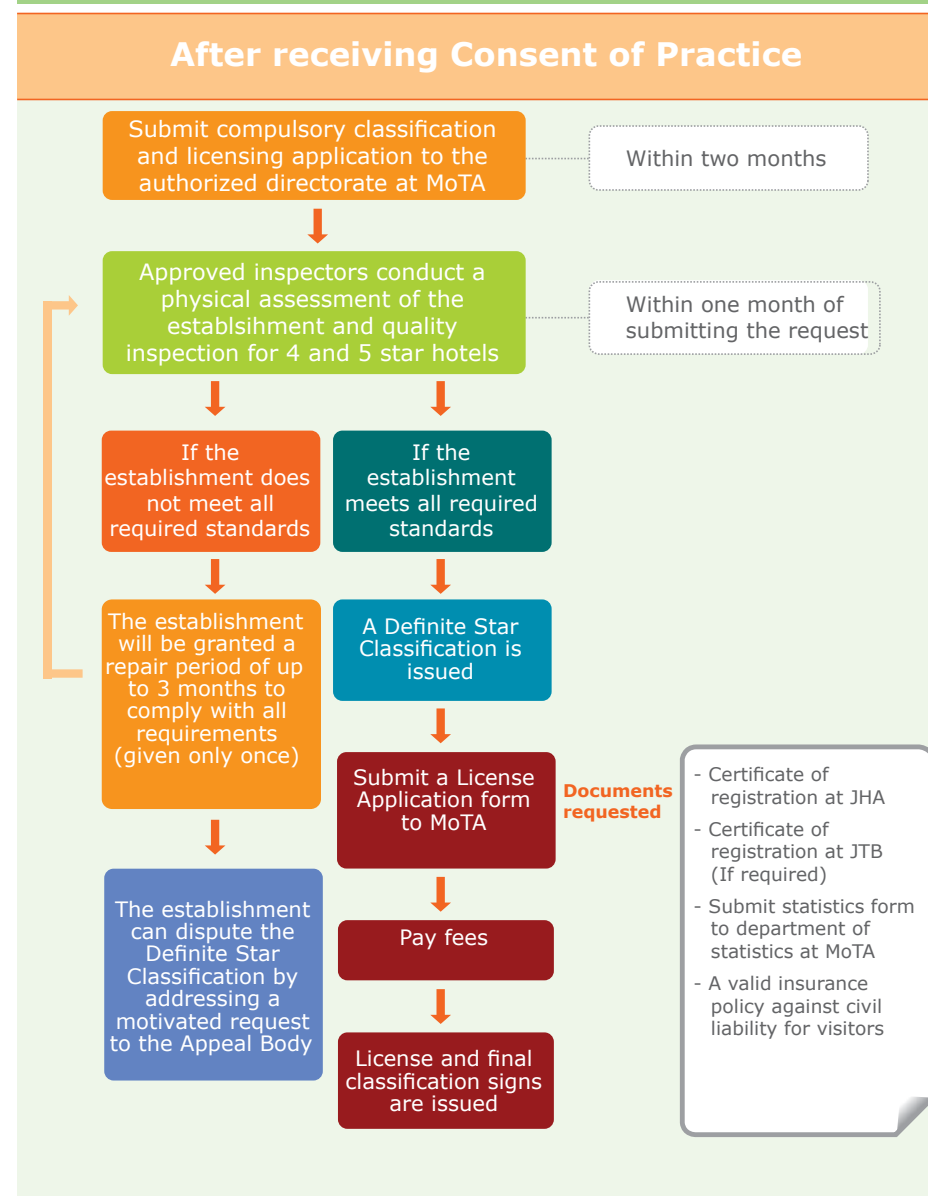 After receiving Consent of Practice
Submit compulsory classification
and licensing application to the
authorized directorate at MoTA
Within two months
Approved inspectors conduct a
physical assessment of the
establsihment and quality
inspection for 4 and 5 star hotels
Within one month of
submitting the request
If the
establishment does
not meet all
required standards
If the
establishment
meets all required
standards
The establishment
will be granted a
repair period of up
to 3 months to
comply with all
requirements
(given only once)
A Definite Star
Classification is
issued
Submit a License
Application form
to MoTA
Documents
requested
- Certificate of
registration at JHA
- Certificate of
registration at JTB
(If required)
- Submit statistics form
to department of
statistics at MoTA
- A valid insurance
policy against civil
liability for visitors
The establishment
can dispute the
Definite Star
Classification by
addressing a
motivated request
to the Appeal Body
Pay fees
License and final
classification signs
are issued